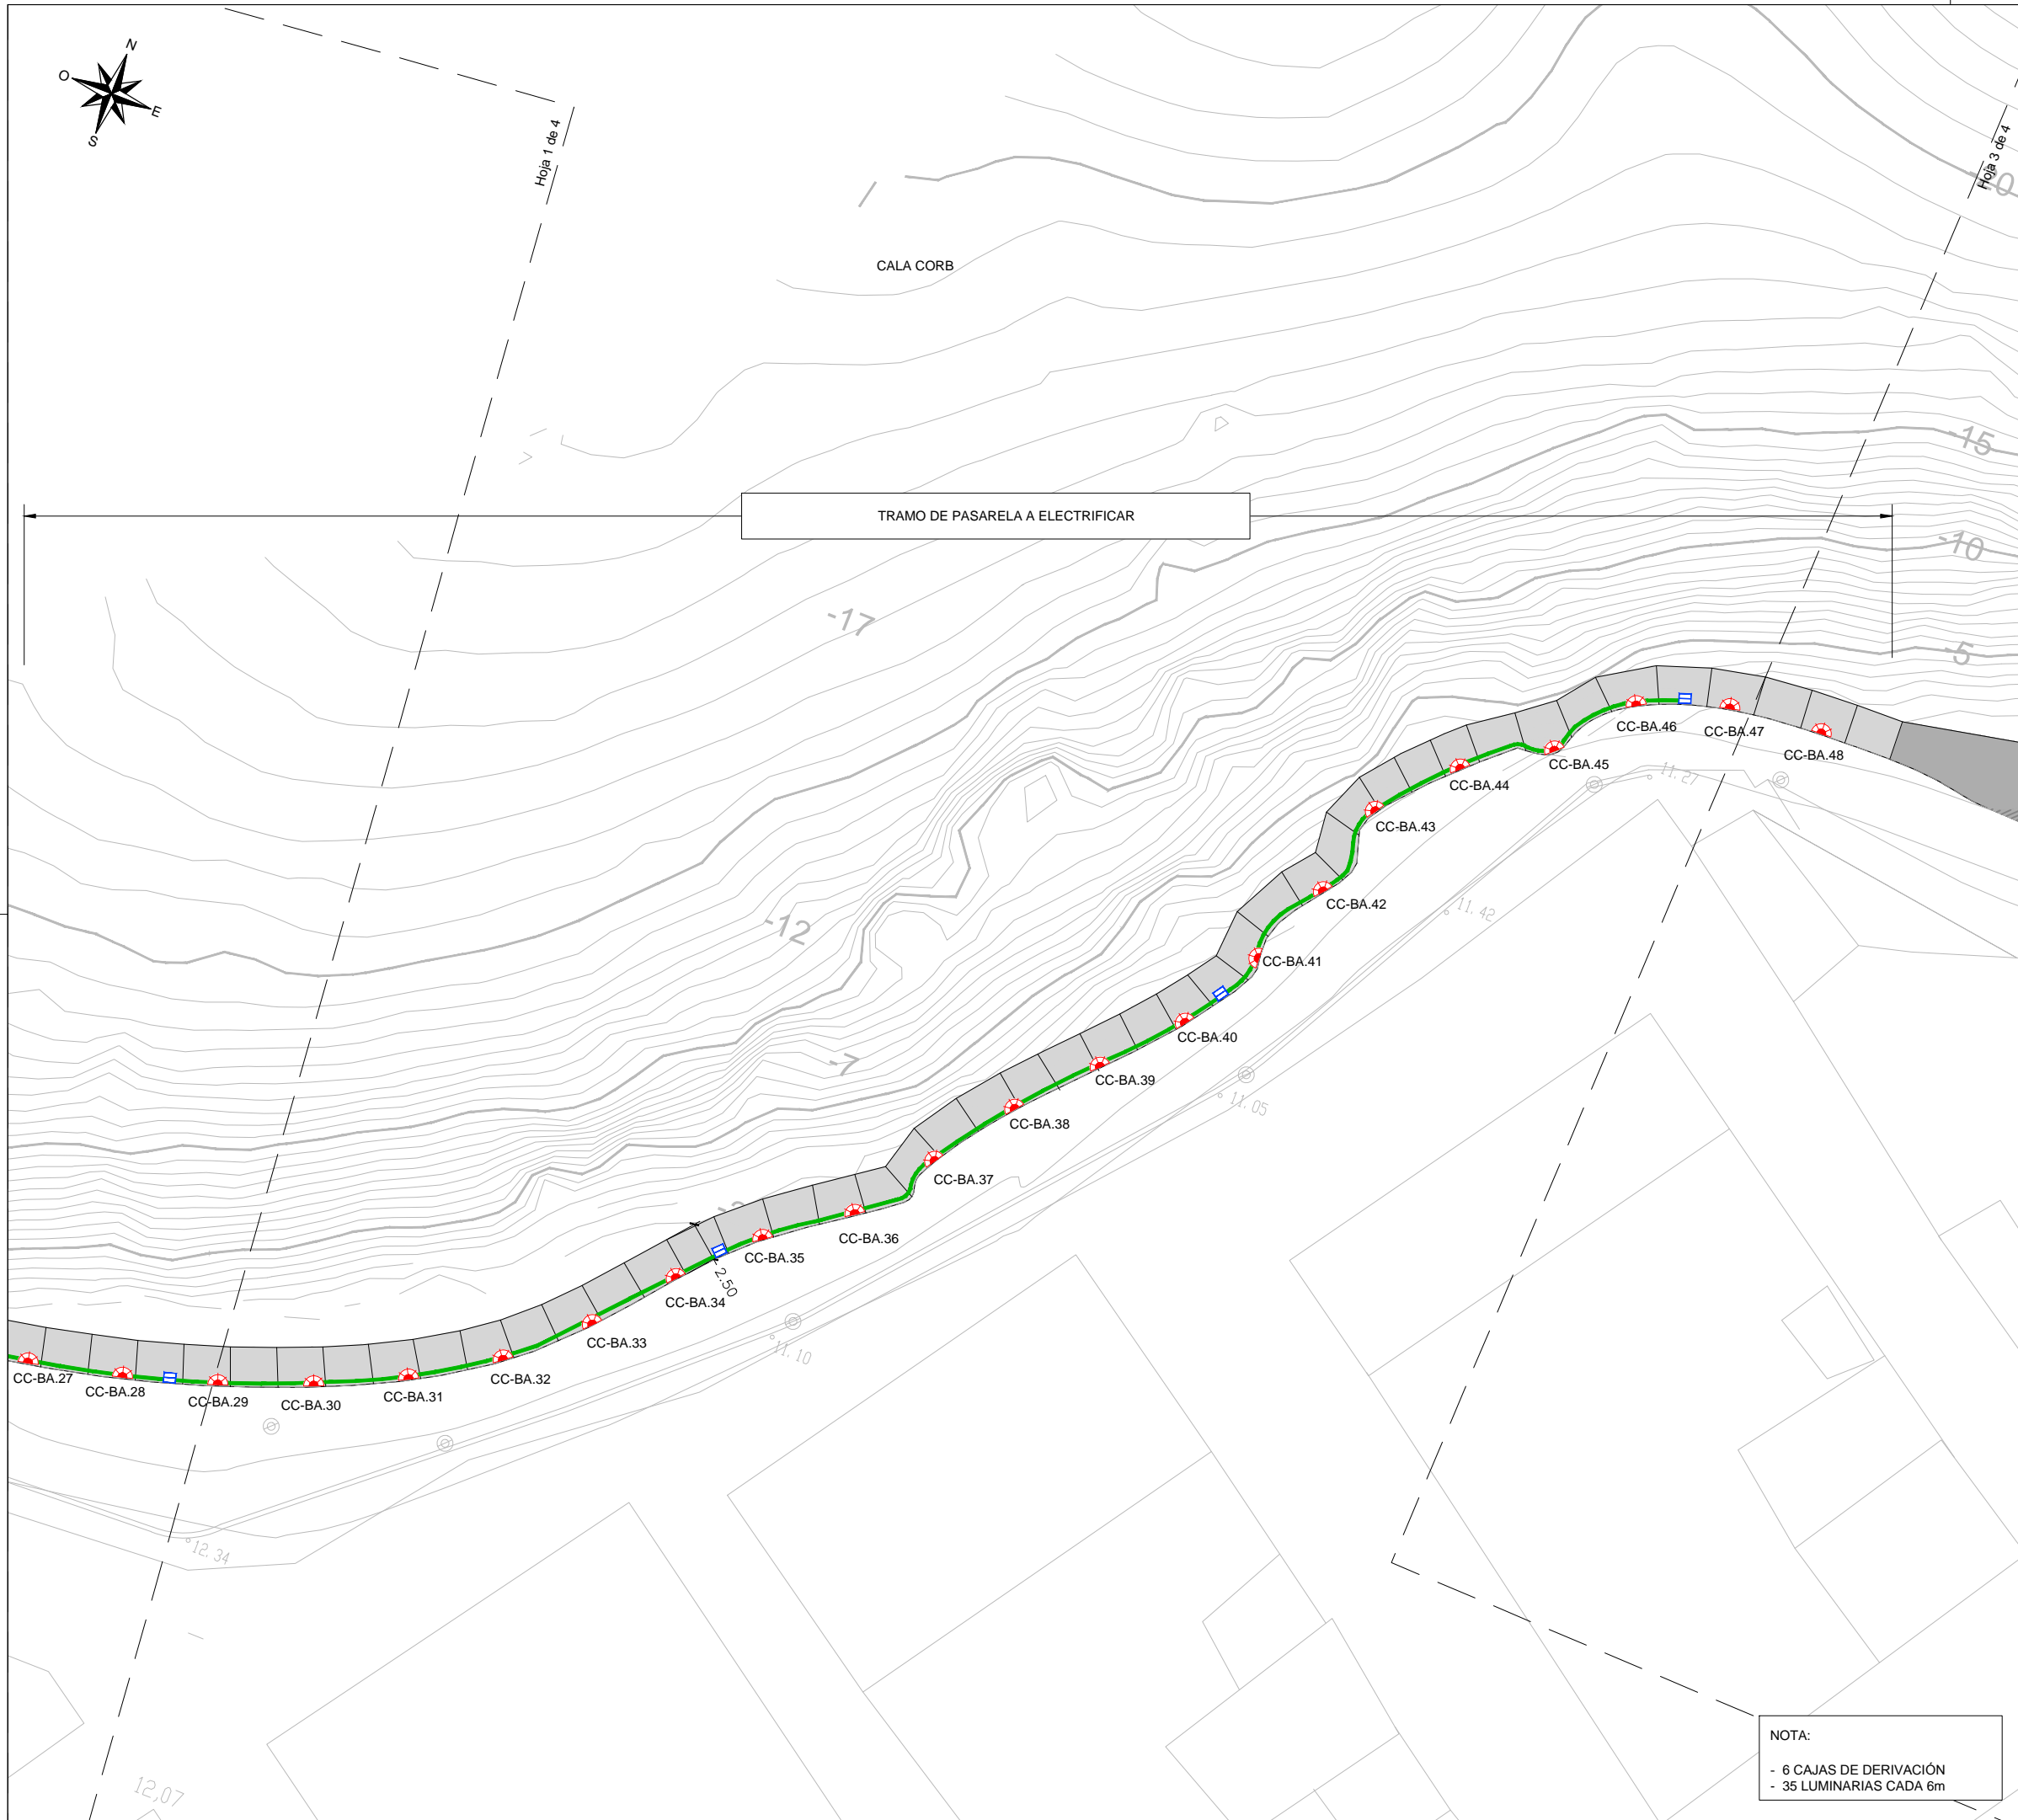 N
O
E
S
Hoja 1 de 4
Hoja 3 de 4
CALA CORB
-15
TRAMO DE PASARELA A ELECTRIFICAR
-10
-17
-5
CC-BA.46
CC-BA.47
CC-BA.48
CC-BA.45
CC-BA.44
11.27
CC-BA.43
CC-BA.42
11.42
-12
CC-BA.41
CC-BA.40
-7
CC-BA.39
CC-BA.38
11.05
CC-BA.37
CC-BA.36
CC-BA.35
2.50
CC-BA.34
CC-BA.33
CC-BA.32
11.10
CC-BA.27
CC-BA.28
CC-BA.29
CC-BA.30
CC-BA.31
12.34
12,07
NOTA:
- 6 CAJAS DE DERIVACIÓN
- 35 LUMINARIAS CADA 6m